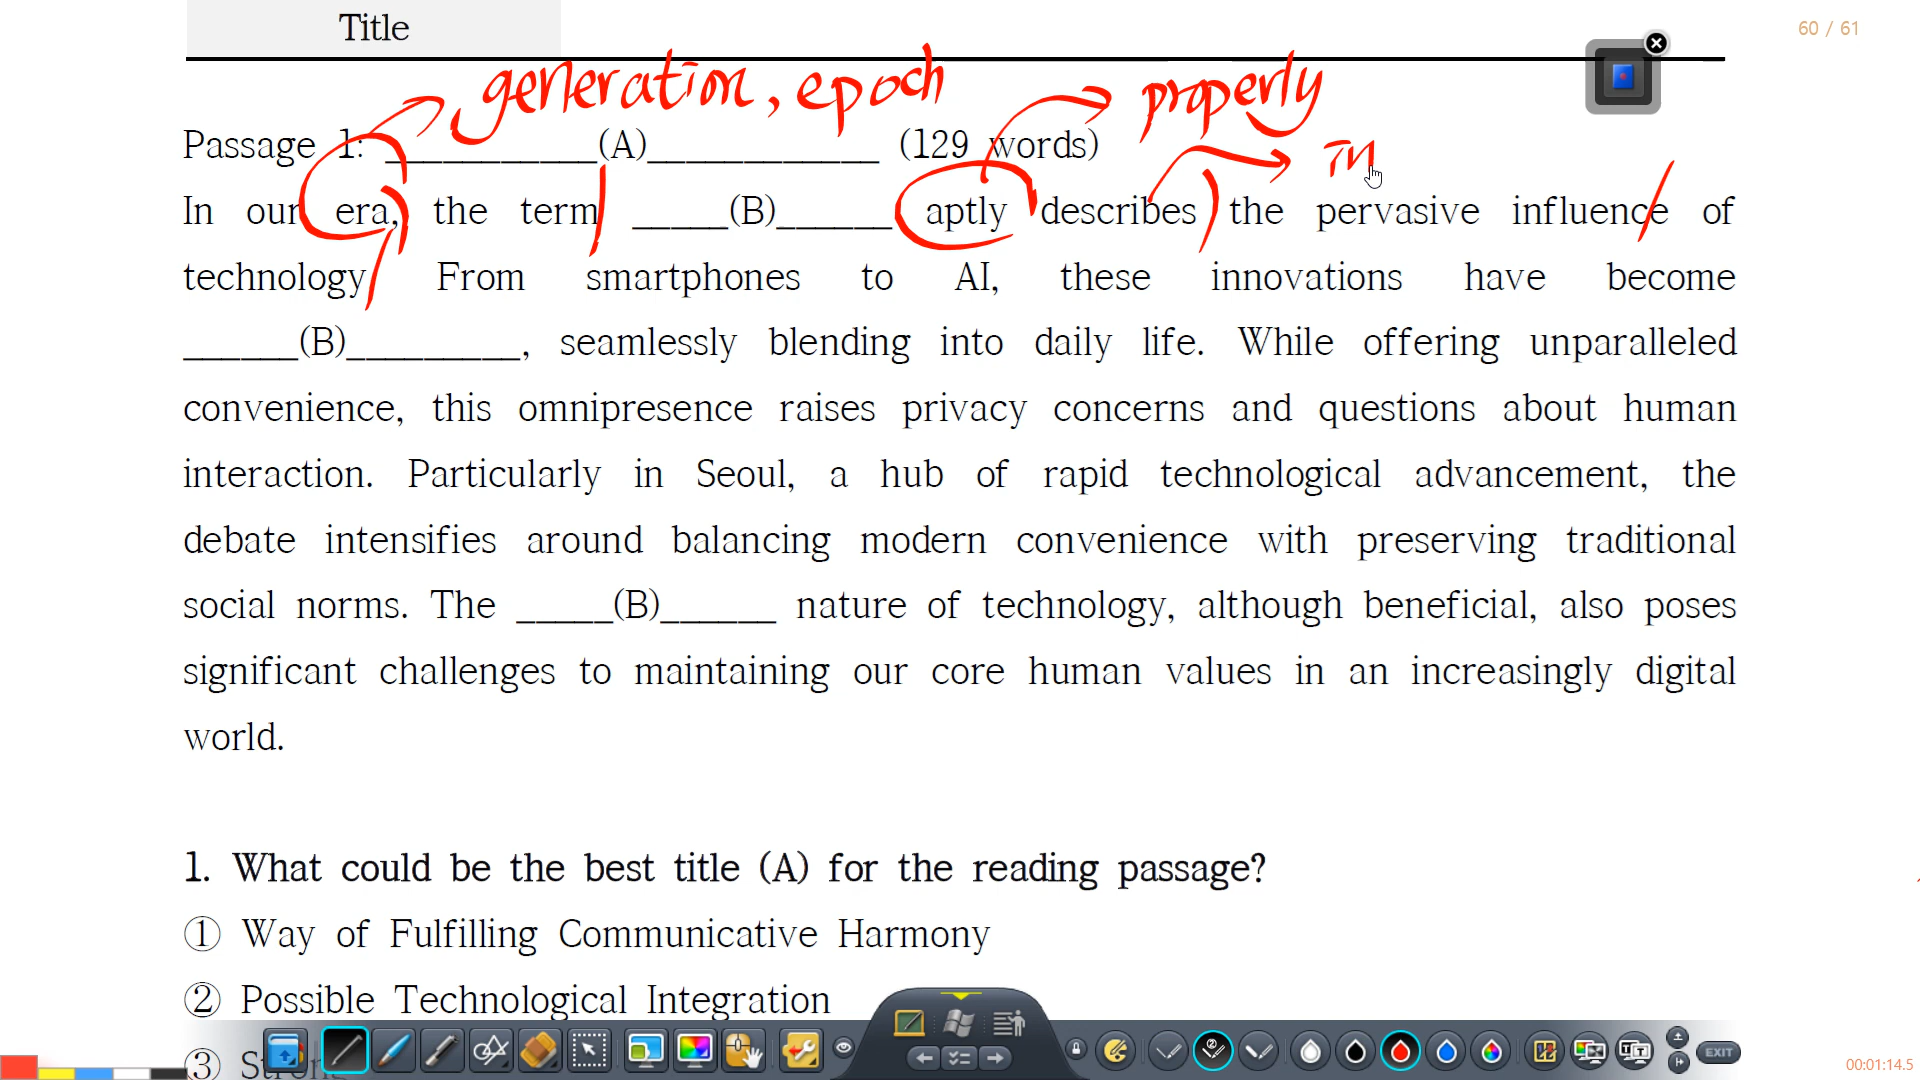 Title
60 / 61
generation, epoch
properly
Passage 1: ___________(A)____________ (129 words)
In our era, the term _____(B)______ aptly describes the pervasive influence of
technology. From smartphones to AI, these innovations have become
______(B)_________, seamlessly blending into daily life. While offering unparalleled
convenience, this omnipresence raises privacy concerns and questions about human
interaction. Particularly in Seoul, a hub of rapid technological advancement, the
debate intensifies around balancing modern convenience with preserving traditional
social norms. The _____(B)______ nature of technology, although beneficial, also poses
significant challenges to maintaining our core human values in an increasingly digital
world.
1. What could be the best title (A) for the reading passage?
① Way of Fulfilling Communicative Harmony
② Possible Technological Integration
③
EXIT
00:01:14.5